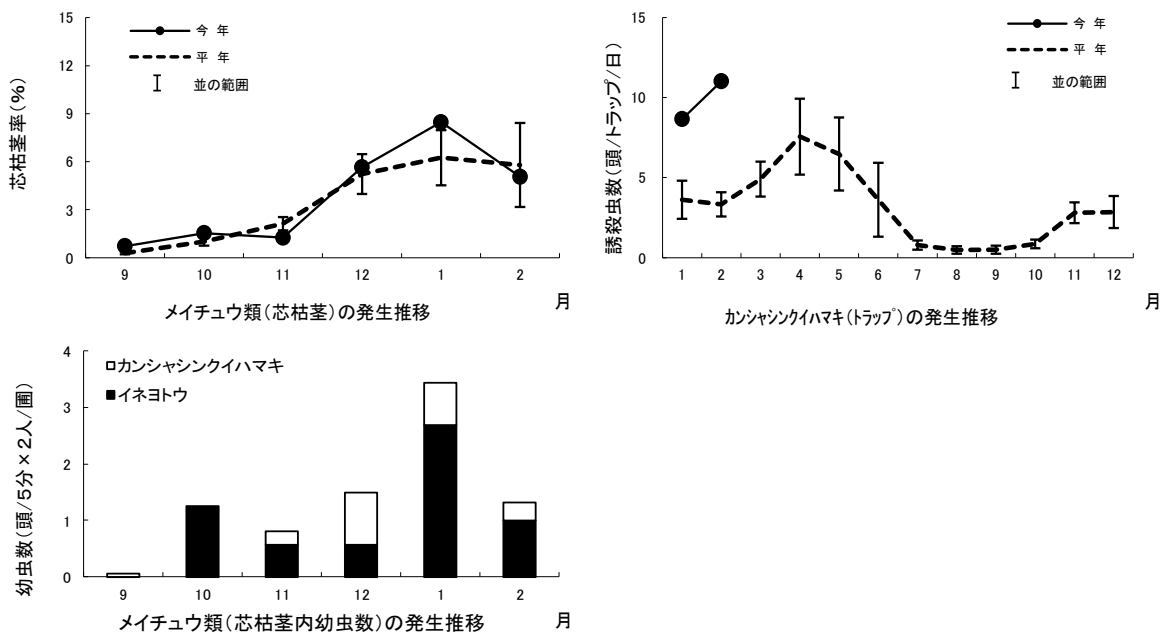 芯枯茎率(%)
15
12
9
6
3
0
今 年
平 年
並の範囲
9 10 11 12 1 2
月
メイチュウ類(芯枯茎)の発生推移
誘殺虫数(頭/トラップ/日)
15
10
5
0
今 年
平 年
並の範囲
1 2 3 4 5 6 7 8 9 10 11 12
月
カンシャシンクイハマキ(トラップ)の発生推移
幼虫数(頭/5分×2人/圃)
4
3
2
1
0
カンシャシンクイハマキ
イネヨトウ
9 10 11 12 1 2
月
メイチュウ類(芯枯茎内幼虫数)の発生推移